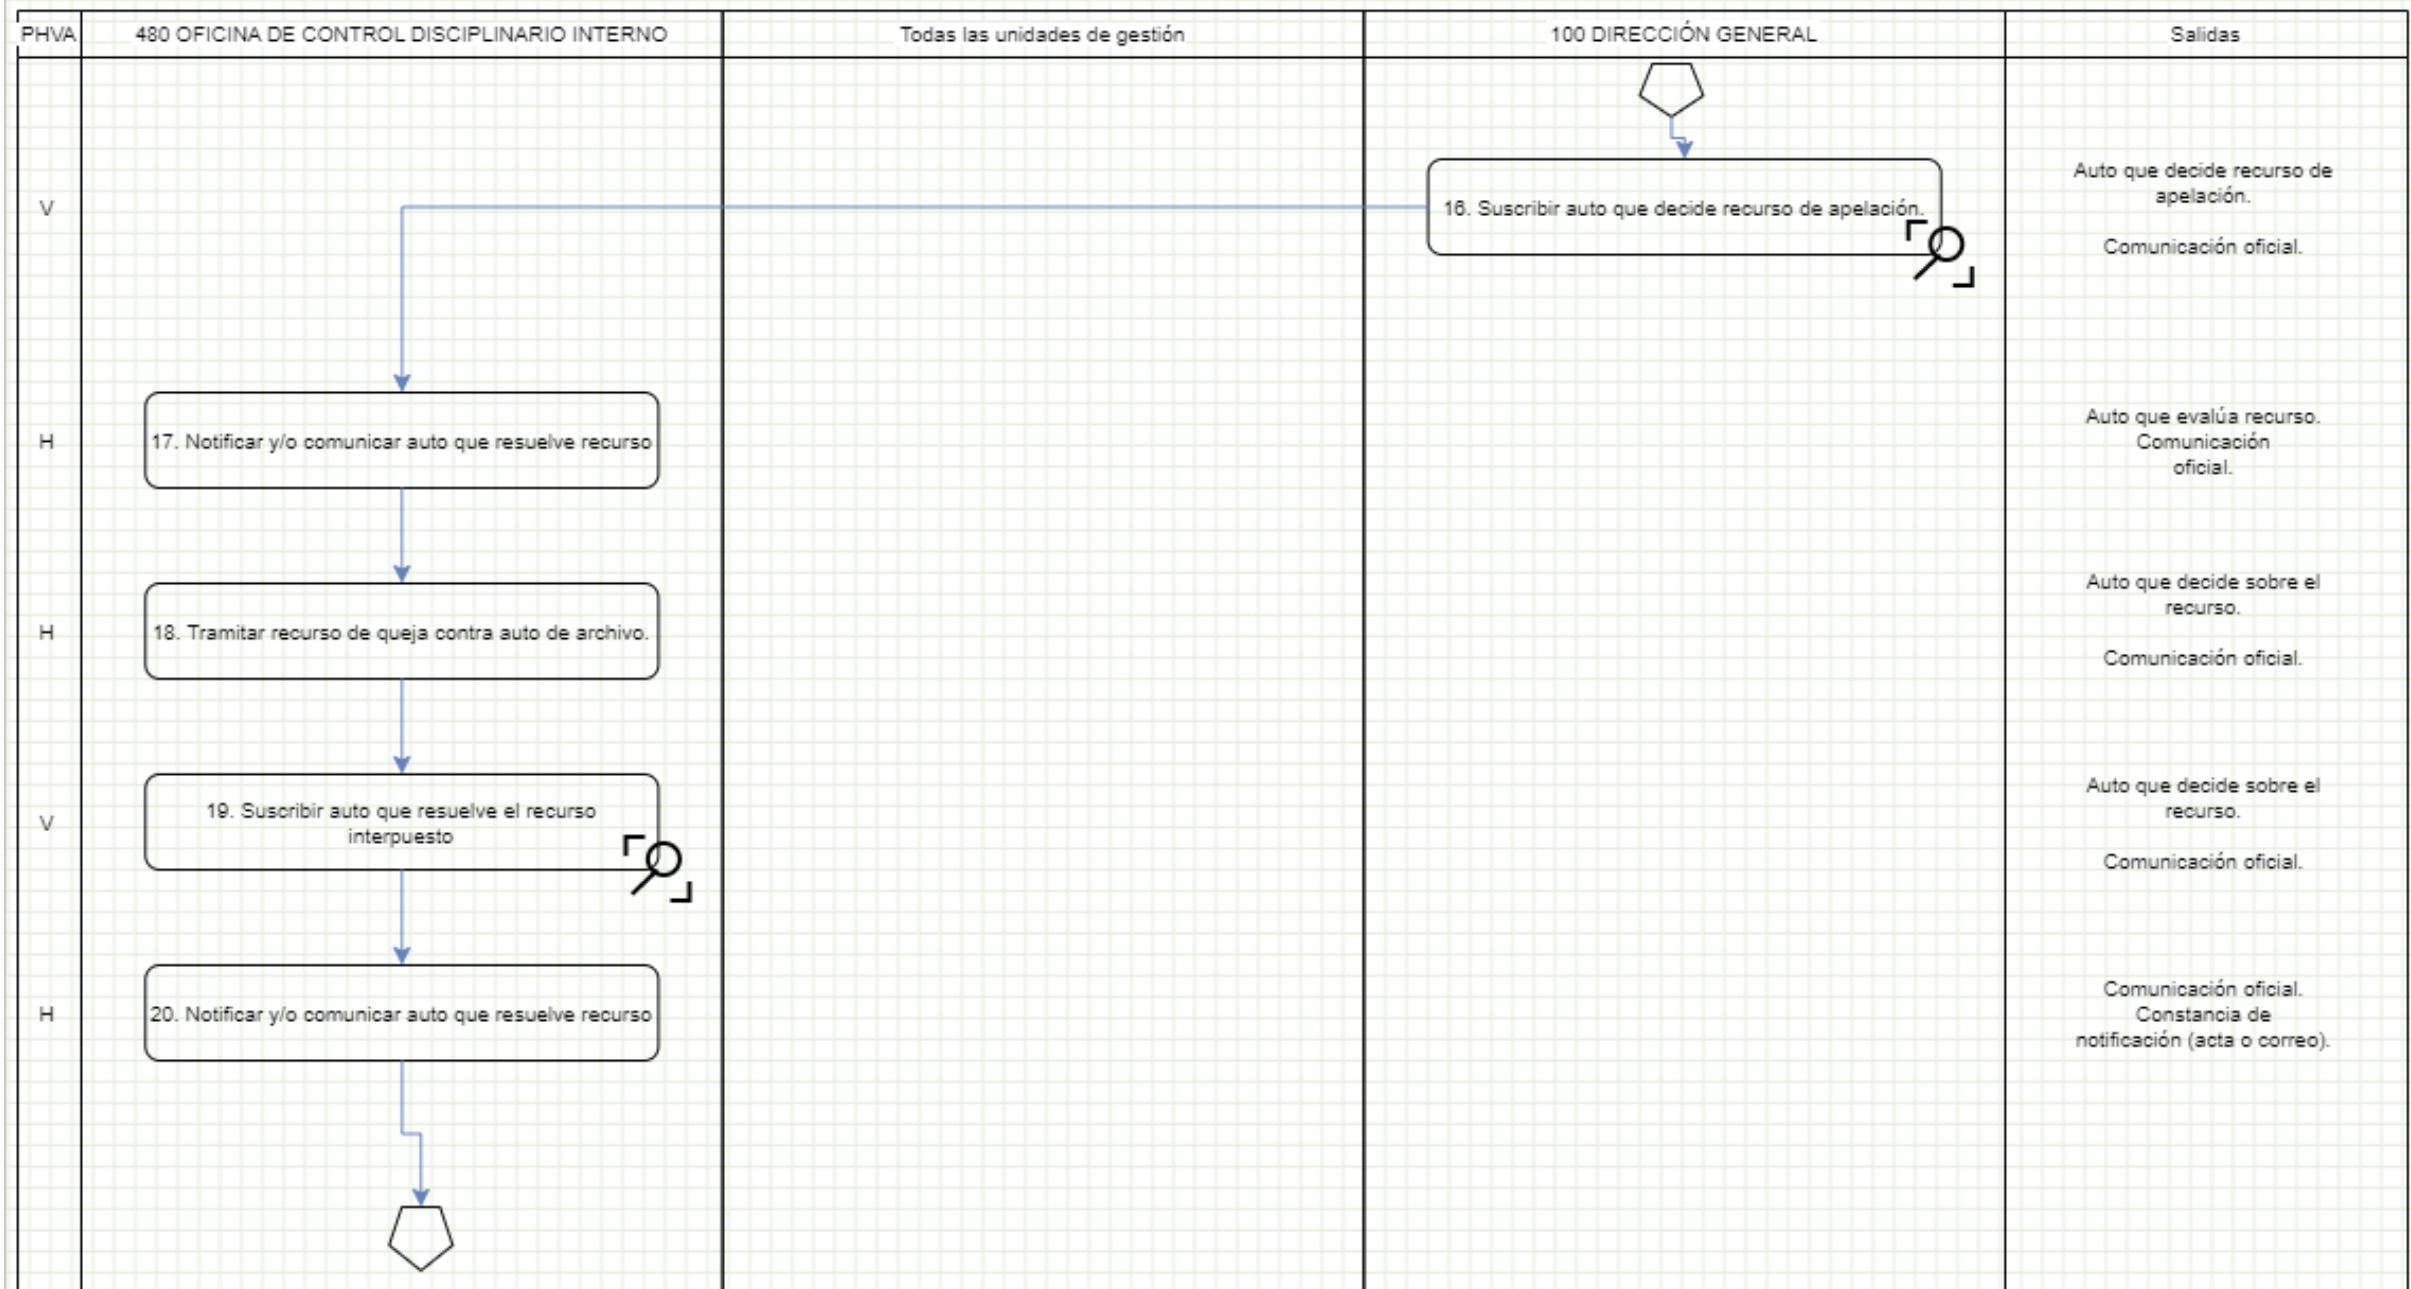 PHVA
480 OFICINA DE CONTROL DISCIPLINARIO INTERNO
Todas las unidades de gestión
100 DIRECCIÓN GENERAL
Salidas
V
16. Suscribir auto que decide recurso de apelación.
Auto que decide recurso de
apelación.
Comunicación oficial.
H
17. Notificar y/o comunicar auto que resuelve recurso
Auto que evalúa recurso.
Comunicación
oficial.
H
18. Tramitar recurso de queja contra auto de archivo.
Auto que decide sobre el
recurso.
Comunicación oficial.
V
19. Suscribir auto que resuelve el recurso
interpuesto
Auto que decide sobre el
recurso.
Comunicación oficial.
H
20. Notificar y/o comunicar auto que resuelve recurso
Comunicación oficial.
Constancia de
notificación (acta o correo).